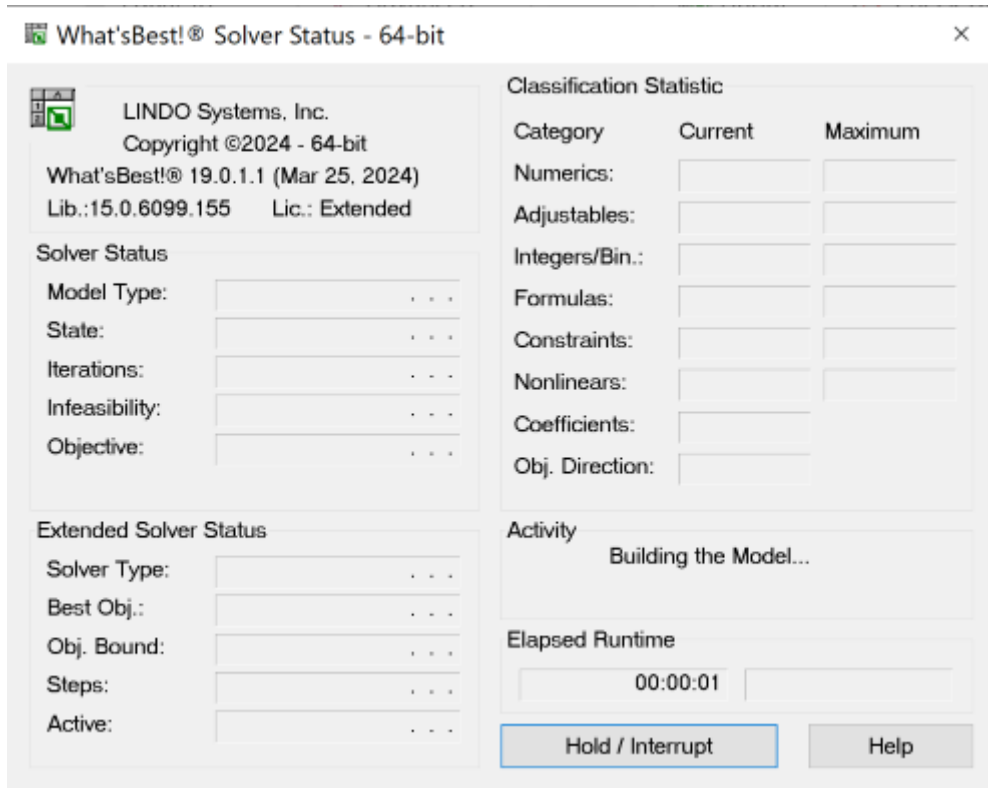 What'sBest!® Solver Status - 64-bit
LINDO Systems, Inc.
Copyright ©2024 - 64-bit
What'sBest!® 19.0.1.1 (Mar 25, 2024)
Lib.:15.0.6099.155 Lic.: Extended
Solver Status
Model Type: . . .
State: . . .
Iterations: . . .
Infeasibility: . . .
Objective: . . .
Extended Solver Status
Solver Type: . . .
Best Obj.: . . .
Obj. Bound: . . .
Steps: . . .
Active: . . .
Classification Statistic
Category Current Maximum
Numerics:
Adjustables:
Integers/Bin.:
Formulas:
Constraints:
Nonlinears:
Coefficients:
Obj. Direction:
Activity
Building the Model...
Elapsed Runtime
00:00:01
Hold / Interrupt Help